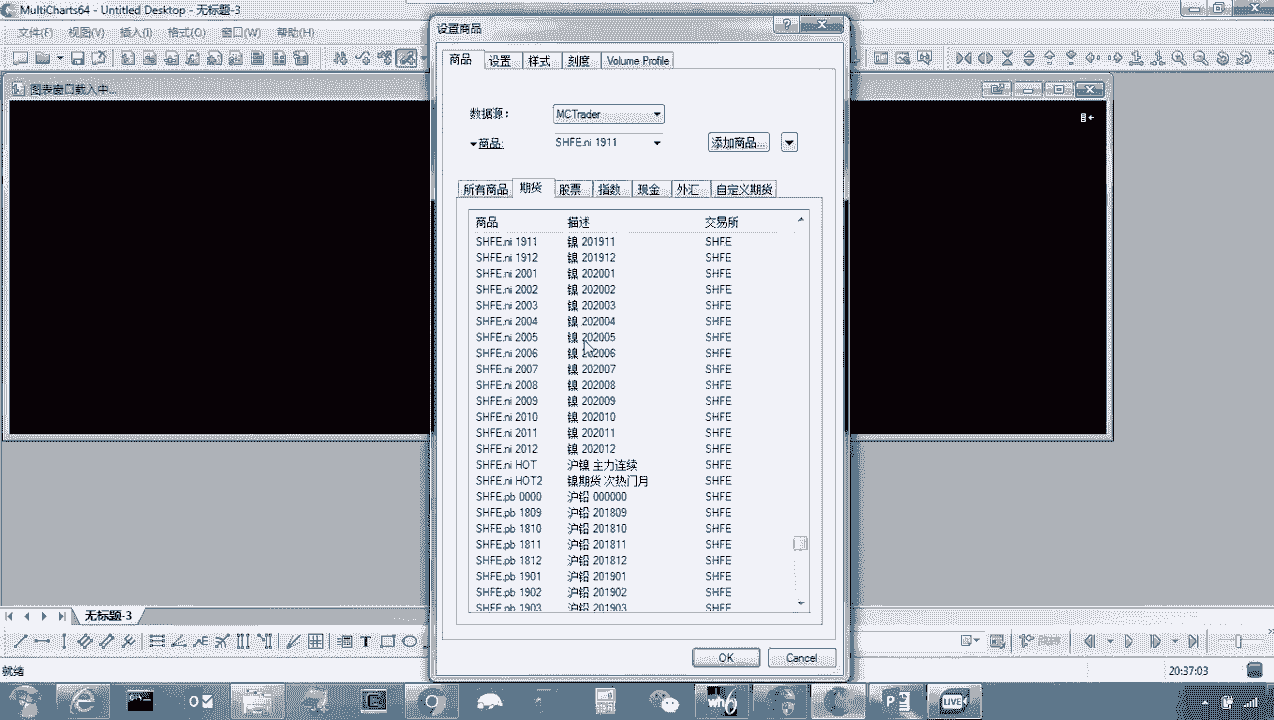 MultiCharts64 - Untitled Desktop - 无标题-3
文件(F) 视图(V) 插入(I) 格式(O) 窗口(W) 帮助(H)
图表窗口载入中...
设置商品
商品 设置 样式 刻度 Volume Profile
数据源: MCTrader
商品: SHFE.ni 1911 添加商品...
所有商品 期货 股票 指数 现金 外汇 自定义期货
商品 描述 交易所
SHFE.ni 1911 镍 201911 SHFE
SHFE.ni 1912 镍 201912 SHFE
SHFE.ni 2001 镍 202001 SHFE
SHFE.ni 2002 镍 202002 SHFE
SHFE.ni 2003 镍 202003 SHFE
SHFE.ni 2004 镍 202004 SHFE
SHFE.ni 2005 镍 202005 SHFE
SHFE.ni 2006 镍 202006 SHFE
SHFE.ni 2007 镍 202007 SHFE
SHFE.ni 2008 镍 202008 SHFE
SHFE.ni 2009 镍 202009 SHFE
SHFE.ni 2010 镍 202010 SHFE
SHFE.ni 2011 镍 202011 SHFE
SHFE.ni 2012 镍 202012 SHFE
SHFE.ni HOT 沪镍 主力连续 SHFE
SHFE.ni HOT2 镍期货 次热门月 SHFE
SHFE.pb 0000 沪铅 000000 SHFE
SHFE.pb 1809 沪铅 201809 SHFE
SHFE.pb 1810 沪铅 201810 SHFE
SHFE.pb 1811 沪铅 201811 SHFE
SHFE.pb 1812 沪铅 201812 SHFE
SHFE.pb 1901 沪铅 201901 SHFE
SHFE.pb 1902 沪铅 201902 SHFE
SHFE.pb 1903 沪铅 201903 SHFE
无标题-3
OK Cancel
就绪
20:37:03
LIVE